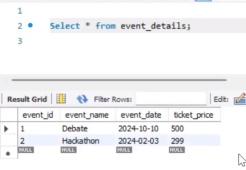 1
2 Select * from event_details;
3
Result Grid Filter Rows: Edit:
event_id event_name event_date ticket_price
1 Debate 2024-10-10 500
2 Hackathon 2024-02-03 299
NULL NULL NULL NULL